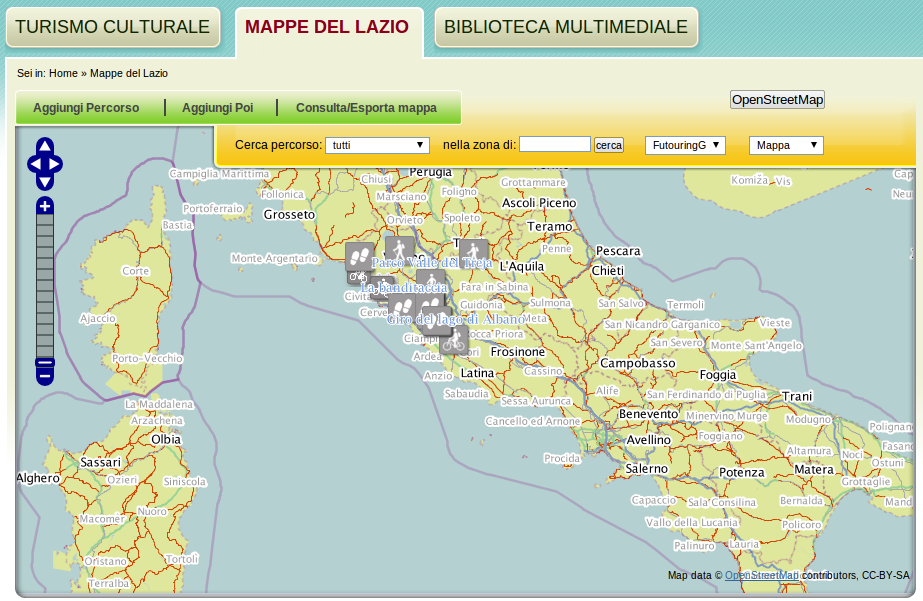 TURISMO CULTURALE
MAPPE DEL LAZIO
BIBLIOTECA MULTIMEDIALE
Sei in: Home » Mappe del Lazio
Aggiungi Percorso
Aggiungi Poi
Consulta/Esporta mappa
OpenStreetMap
Cerca percorso: tutti nella zona di: cerca FutouringG Mappa
Campiglia Marittima
Chiusi
Perugia
Grottammare
Komiža
Vis
Follonica
Marsciano
Foligno
Portoferraio
Grosseto
Ascoli Piceno
Bastia
Orvieto
Spoleto
Teramo
Penne
Pescara
Monte Argentario
Parco Valle del Treja
L'Aquila
Chieti
Corte
La banditaccia
Fara in Sabina
Guidonia
Sulmona
San Salvo
Termoli
Ajaccio
Giro del lago di Albano
San Nicandro Garganico
Vieste
Rocca Priora
San Severo
Monte Sant'Angelo
Porto-Vecchio
Ardea
Frosinone
Campobasso
Anzio
Latina
Cassino
Foggia
Sabaudia
Sessa Aurunca
Alife
San Ferdinando di Puglia
Trani
La Maddalena
Arzachena
Cancello ed Arnone
Benevento
Minervino Murge
Modugno
Olbia
Avellino
Foggiano
Altamura
Noci
Sassari
Procida
Salerno
Potenza
Matera
Ostuni
Alghero
Ozieri
Siniscola
Grottaglie
Macomer
Nuoro
Capaccio
Sala Consilina
Bernalda
Vallo della Lucania
Policoro
Oristano
Tortolì
Palinuro
Lauria
Terralba
Map data © OpenStreetMap contributors, CC-BY-SA